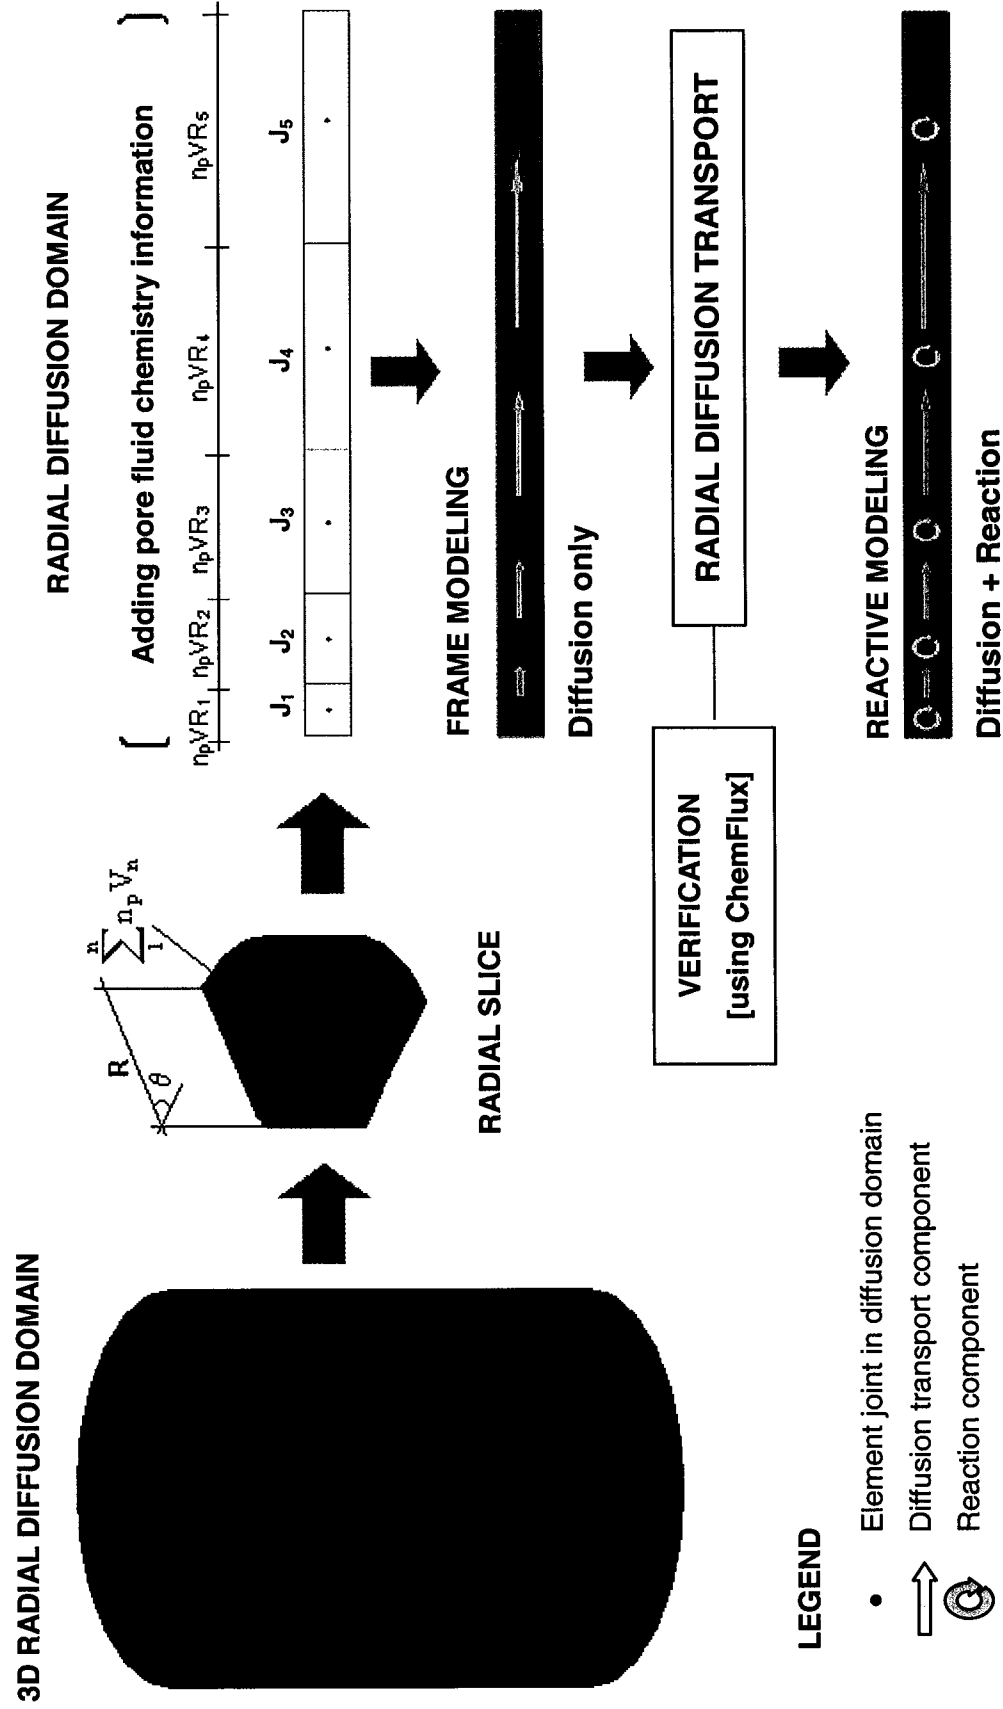 3D RADIAL DIFFUSION DOMAIN
R
θ
n
∑ n_pV_n
1
RADIAL SLICE
RADIAL DIFFUSION DOMAIN
[ Adding pore fluid chemistry information ]
n_pVR_1 n_pVR_2 n_pVR_3 n_pVR_4 n_pVR_5
J_1 J_2 J_3 J_4 J_5
FRAME MODELING
Diffusion only
VERIFICATION
[using ChemFlux]
RADIAL DIFFUSION TRANSPORT
REACTIVE MODELING
Diffusion + Reaction
LEGEND
Element joint in diffusion domain
Diffusion transport component
Reaction component